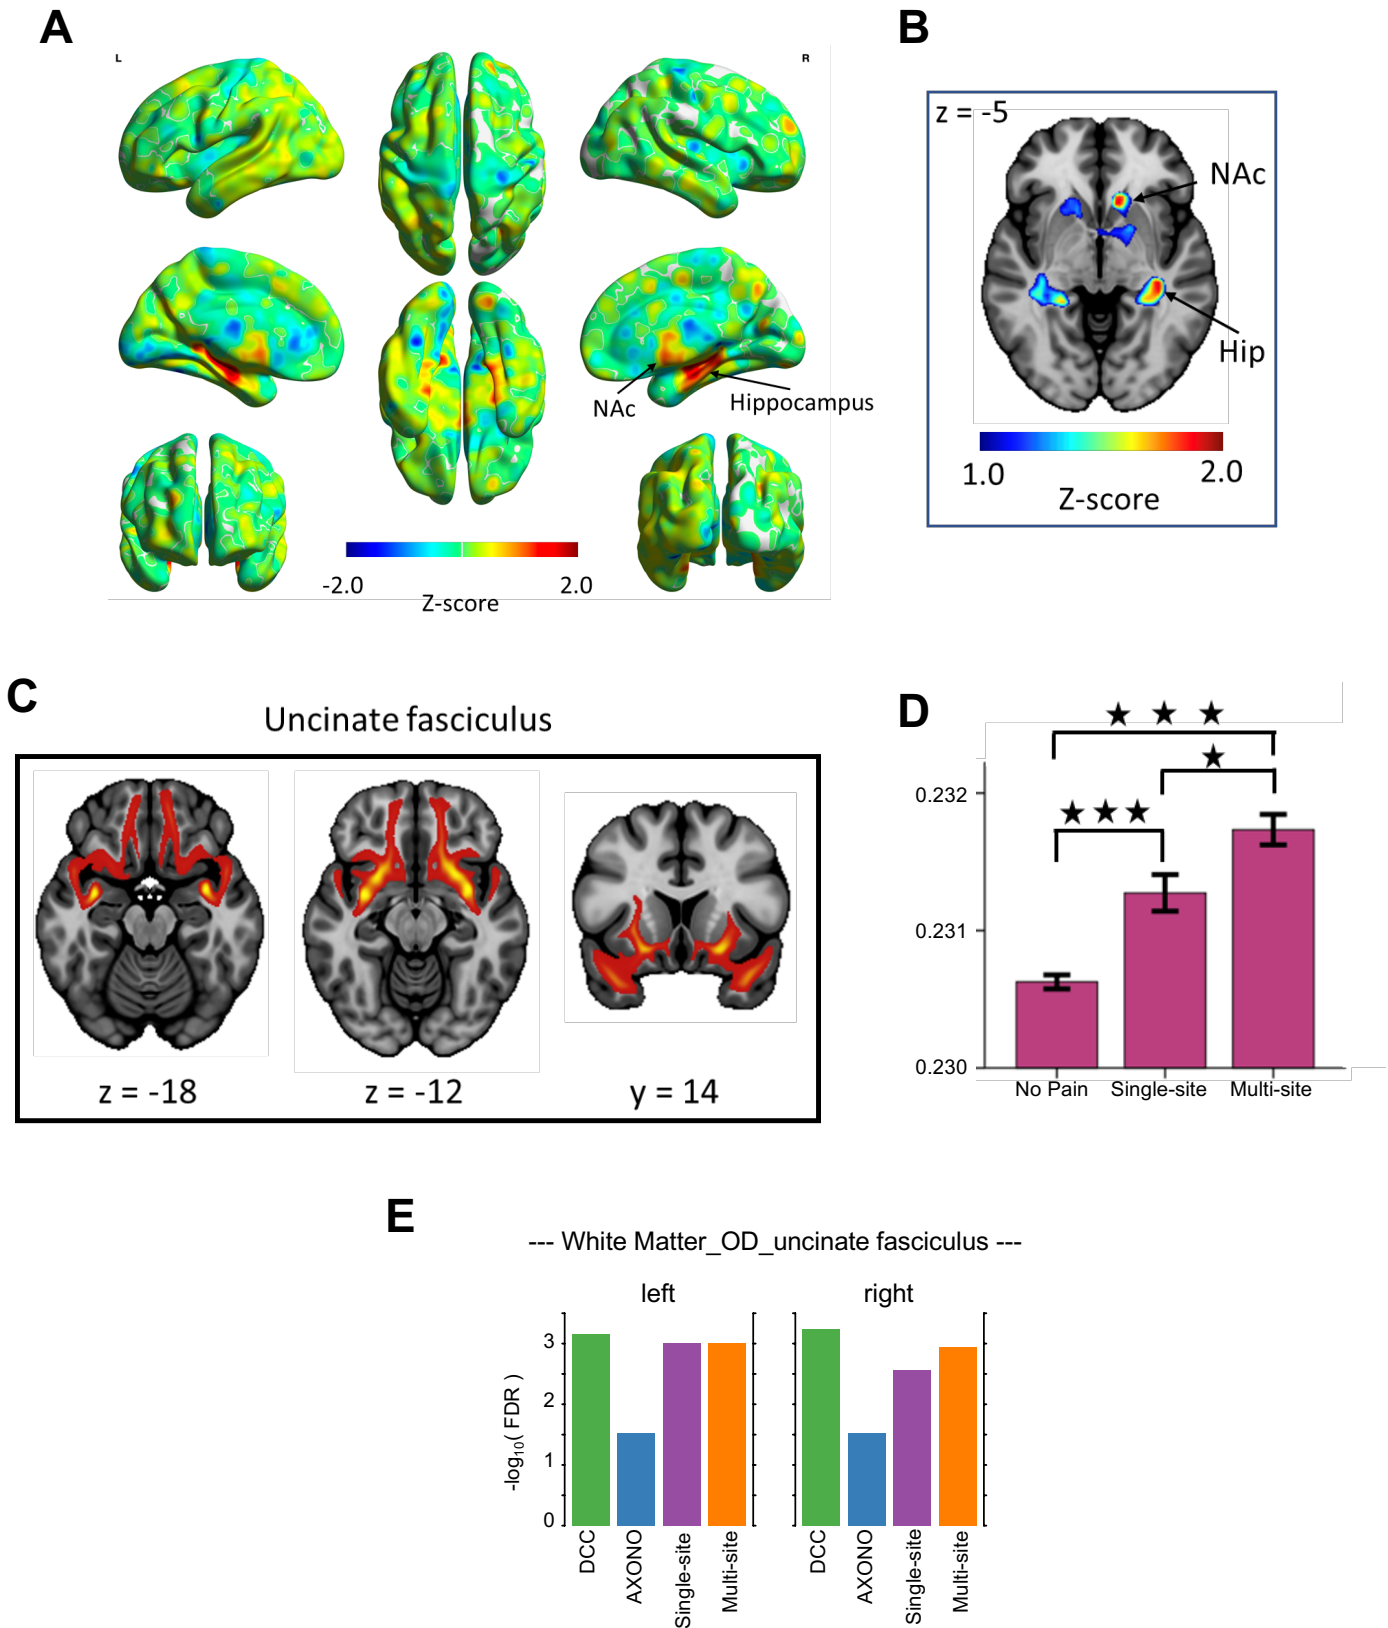 A
L
R
NAc
Hippocampus
-2.0
2.0
Z-score
B
z = -5
NAc
Hip
1.0
2.0
Z-score
C
Uncinate fasciculus
z = -18
z = -12
y = 14
D
0.232
0.231
0.230
No Pain
Single-site
Multi-site
E
--- White Matter_OD_uncinate fasciculus ---
left
right
-log10( FDR )
3
2
1
0
DCC
AXONO
Single-site
Multi-site
DCC
AXONO
Single-site
Multi-site